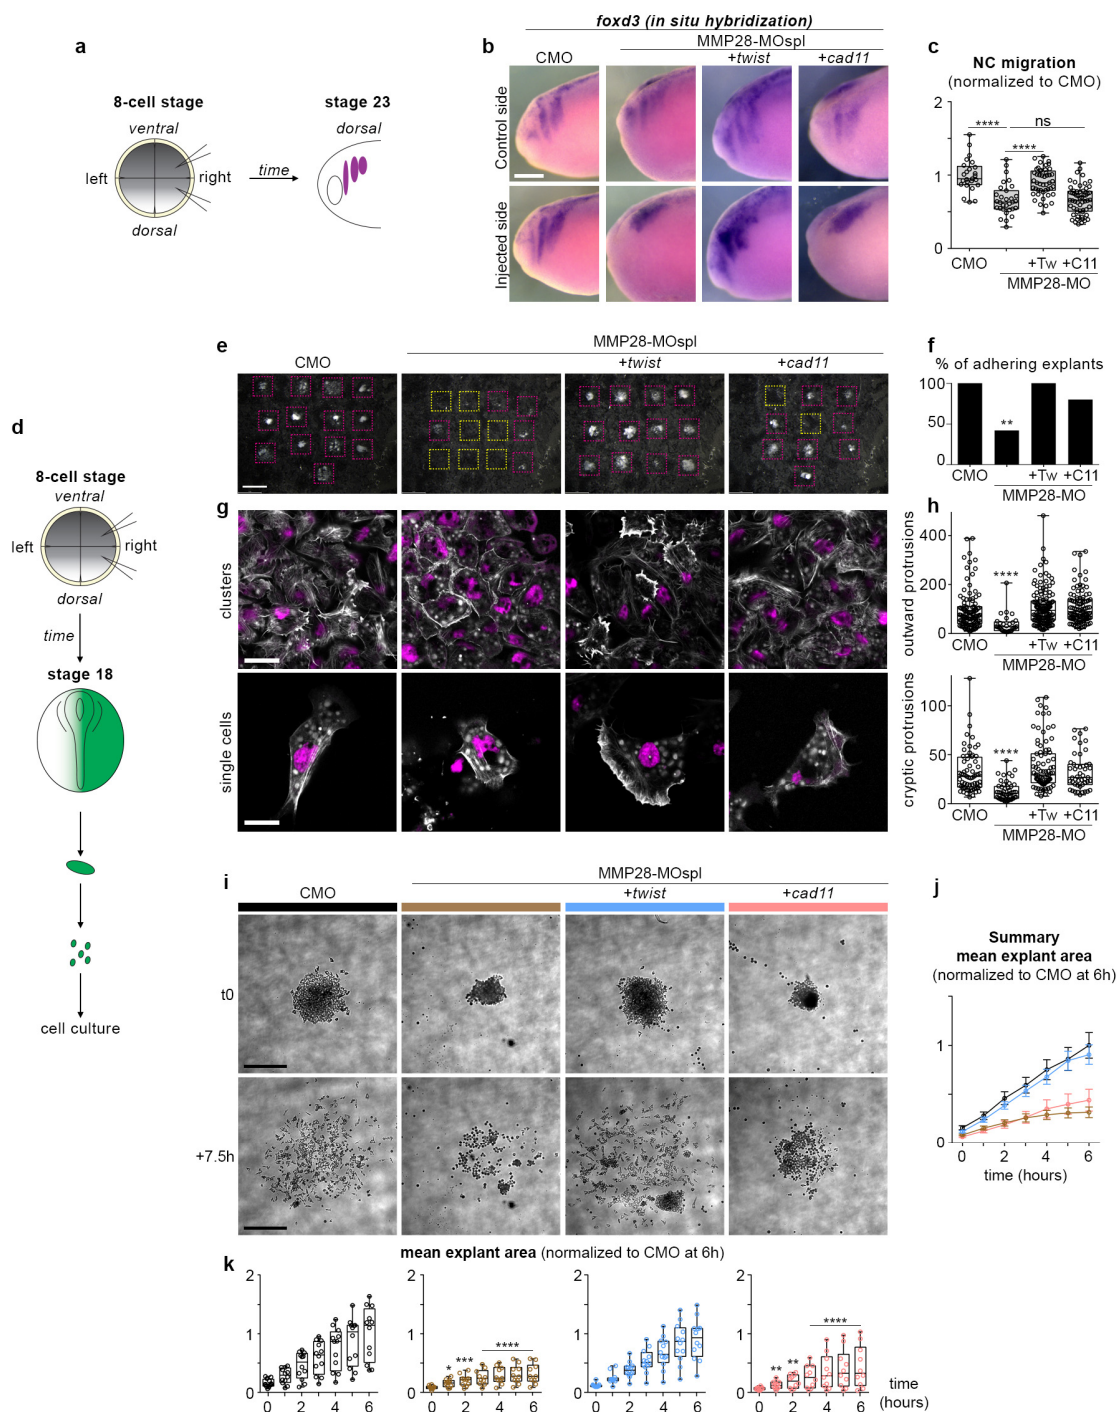 a
8-cell stage
ventral
left
right
dorsal
time
stage 23
dorsal
foxd3 (in situ hybridization)
b
CMO
MMP28-MOspl
+twist
+cad11
Control side
Injected side
c
NC migration
(normalized to CMO)
2
1
0
****
****
ns
CMO
+Tw
+C11
MMP28-MO
d
8-cell stage
ventral
left
right
dorsal
time
stage 18
cell culture
e
CMO
MMP28-MOspl
+twist
+cad11
f
% of adhering explants
100
50
0
**
CMO
+Tw
+C11
MMP28-MO
g
clusters
single cells
h
outward protrusions
400
200
0
****
CMO
+Tw
+C11
MMP28-MO
cryptic protrusions
100
50
0
****
CMO
+Tw
+C11
MMP28-MO
i
CMO
MMP28-MOspl
+twist
+cad11
t0
+7.5h
j
Summary
mean explant area
(normalized to CMO at 6h)
1
0
0 2 4 6
time (hours)
k
mean explant area (normalized to CMO at 6h)
2
1
0
0 2 4 6
2
1
0
* *** ****
0 2 4 6
2
1
0
0 2 4 6
2
1
0
** ** ****
0 2 4 6
time
(hours)